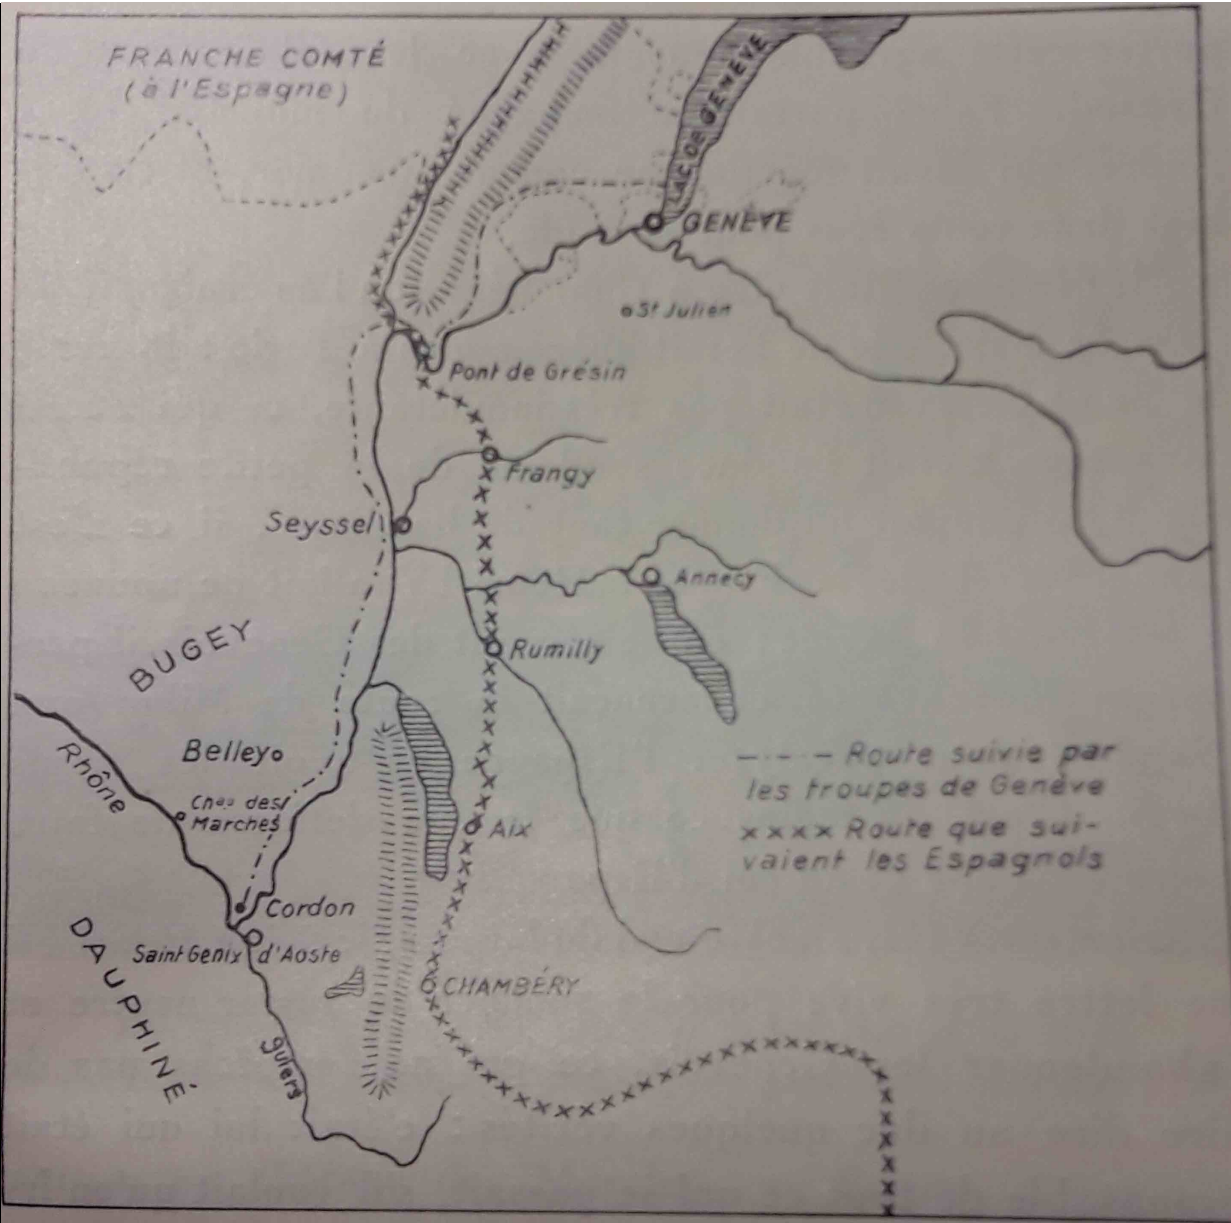 FRANCHE COMTÉ
(à l'Espagne)
LAC DE GENÈVE
GENÈVE
St Julien
Pont de Grésin
Frangy
Seyssel
Annecy
BUGEY
Rumilly
Belley
Rhône
Chau des
Marches
Aix
—·—·— Route suivie par
les troupes de Genève
xxxx Route que sui-
vaient les Espagnols
Cordon
Saint Genix d'Aoste
DAUPHINÉ
CHAMBÉRY
guiers